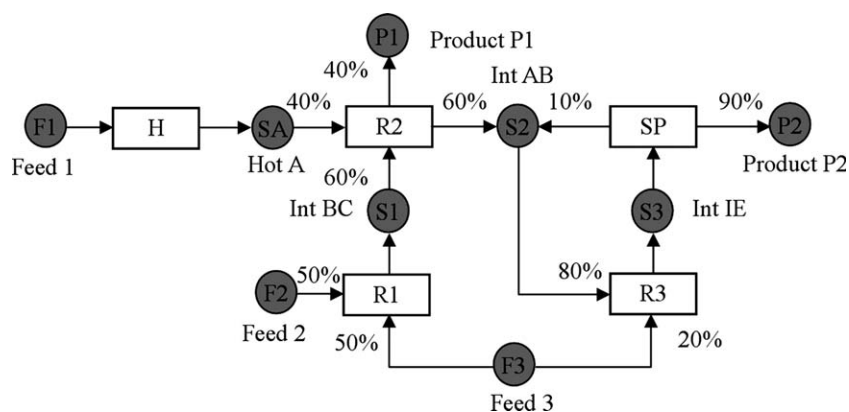 P1
Product P1
40%
Int AB
40%
60%
10%
90%
F1
H
SA
R2
S2
SP
P2
Feed 1
Hot A
Product P2
60%
Int BC
S1
S3
Int IE
50%
80%
F2
R1
R3
Feed 2
50%
20%
F3
Feed 3